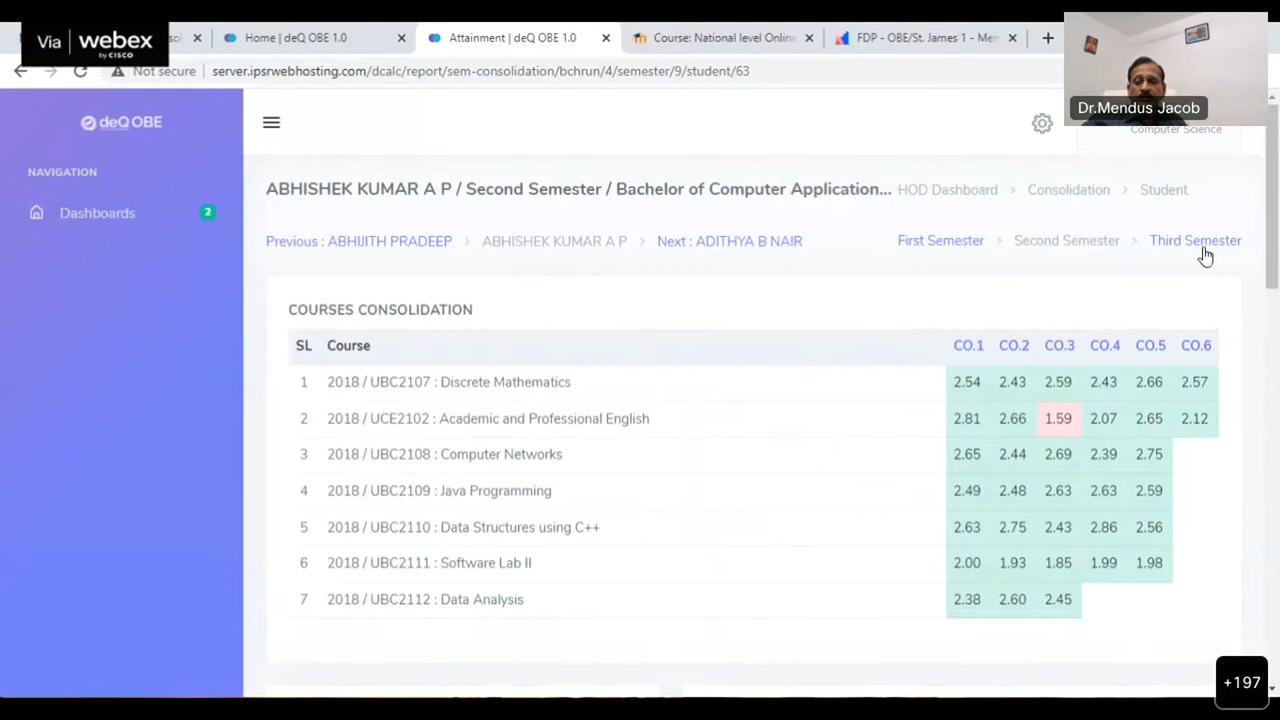 Via webex
by CISCO
Home | deQ OBE 1.0
Attainment | deQ OBE 1.0
Course: National level Online
FDP - OBE/St. James 1 - Men
Not secure
server.ipsrwebhosting.com/dcalc/report/sem-consolidation/bchrun/4/semester/9/student/63
Dr.Mendus Jacob
Computer Science
deQ OBE
NAVIGATION
Dashboards 2
ABHISHEK KUMAR A P / Second Semester / Bachelor of Computer Application... HOD Dashboard > Consolidation > Student
Previous : ABHIJITH PRADEEP > ABHISHEK KUMAR A P > Next : ADITHYA B NAIR First Semester > Second Semester > Third Semester
COURSES CONSOLIDATION
SL Course CO.1 CO.2 CO.3 CO.4 CO.5 CO.6
1 2018 / UBC2107 : Discrete Mathematics 2.54 2.43 2.59 2.43 2.66 2.57
2 2018 / UCE2102 : Academic and Professional English 2.81 2.66 1.59 2.07 2.65 2.12
3 2018 / UBC2108 : Computer Networks 2.65 2.44 2.69 2.39 2.75
4 2018 / UBC2109 : Java Programming 2.49 2.48 2.63 2.63 2.59
5 2018 / UBC2110 : Data Structures using C++ 2.63 2.75 2.43 2.86 2.56
6 2018 / UBC2111 : Software Lab II 2.00 1.93 1.85 1.99 1.98
7 2018 / UBC2112 : Data Analysis 2.38 2.60 2.45
+197